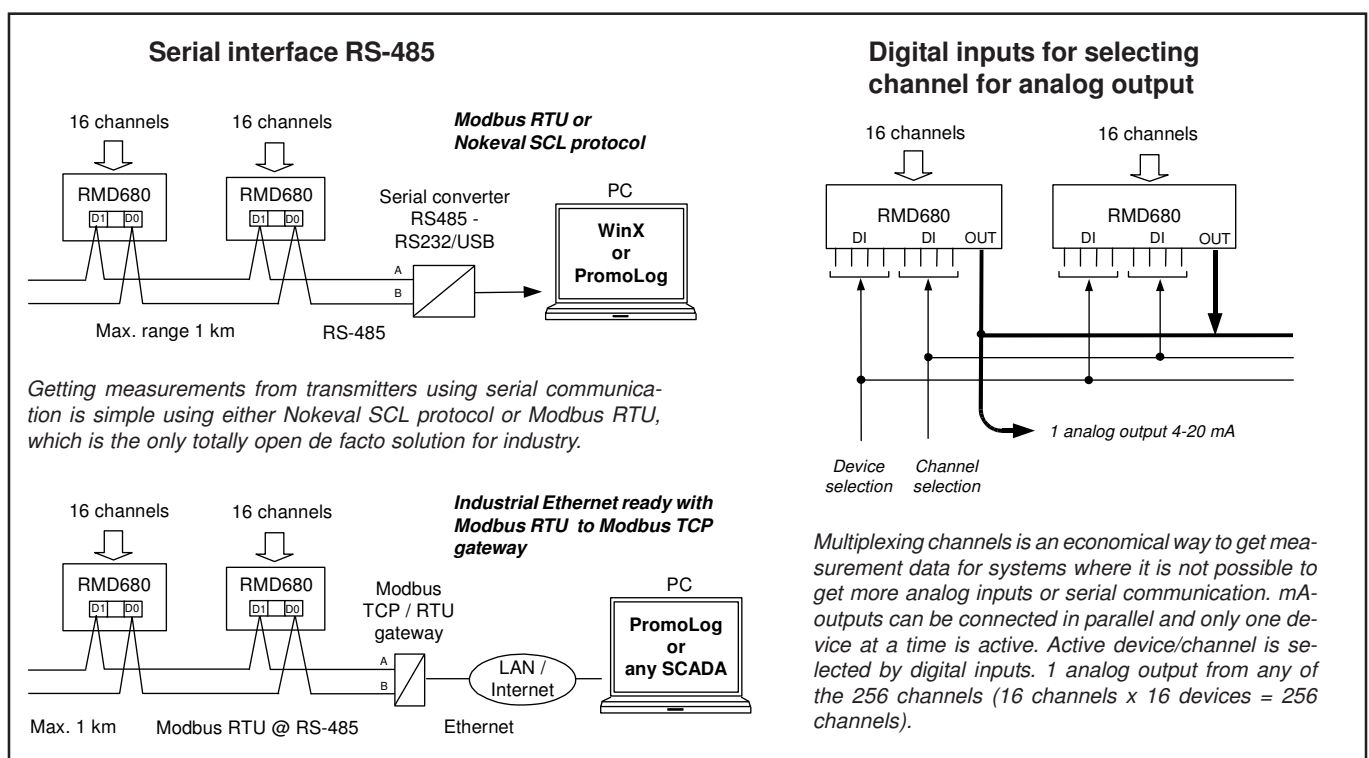 Serial interface RS-485
16 channels
16 channels
Modbus RTU or
Nokeval SCL protocol
RMD680
D1
D0
RMD680
D1
D0
Serial converter
RS485 -
RS232/USB
PC
WinX
or
PromoLog
A
B
Max. range 1 km
RS-485
Getting measurements from transmitters using serial communica-
tion is simple using either Nokeval SCL protocol or Modbus RTU,
which is the only totally open de facto solution for industry.
16 channels
16 channels
Industrial Ethernet ready with
Modbus RTU to Modbus TCP
gateway
RMD680
D1
D0
RMD680
D1
D0
Modbus
TCP / RTU
gateway
PC
PromoLog
or
any SCADA
A
B
LAN /
Internet
Max. 1 km
Modbus RTU @ RS-485
Ethernet
Digital inputs for selecting
channel for analog output
16 channels
16 channels
RMD680
DI
DI
OUT
RMD680
DI
DI
OUT
1 analog output 4-20 mA
Device
selection
Channel
selection
Multiplexing channels is an economical way to get mea-
surement data for systems where it is not possible to
get more analog inputs or serial communication. mA-
outputs can be connected in parallel and only one de-
vice at a time is active. Active device/channel is se-
lected by digital inputs. 1 analog output from any of
the 256 channels (16 channels x 16 devices = 256
channels).